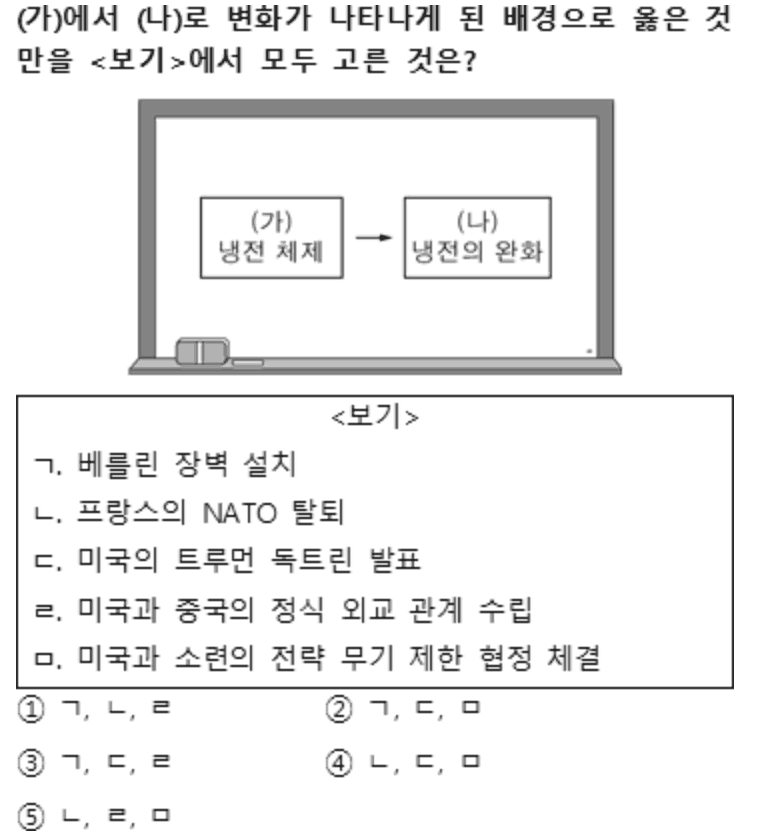 (가)에서 (나)로 변화가 나타나게 된 배경으로 옳은 것
만을 <보기>에서 모두 고른 것은?
(가)
냉전 체제
(나)
냉전의 완화
<보기>
ㄱ. 베를린 장벽 설치
ㄴ. 프랑스의 NATO 탈퇴
ㄷ. 미국의 트루먼 독트린 발표
ㄹ. 미국과 중국의 정식 외교 관계 수립
ㅁ. 미국과 소련의 전략 무기 제한 협정 체결
① ㄱ, ㄴ, ㄹ
② ㄱ, ㄷ, ㅁ
③ ㄱ, ㄷ, ㄹ
④ ㄴ, ㄷ, ㅁ
⑤ ㄴ, ㄹ, ㅁ